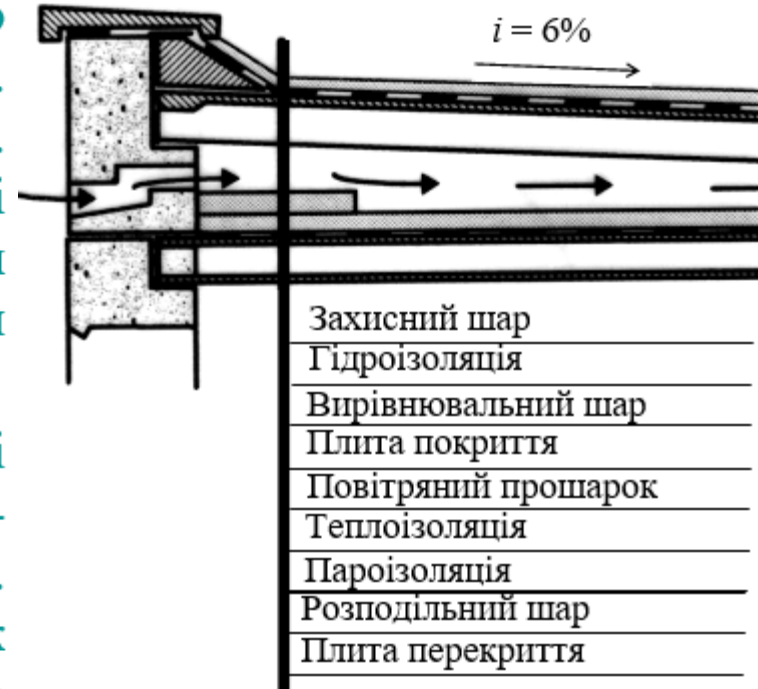 i = 6%
Захисний шар
Гідроізоляція
Вирівнювальний шар
Плита покриття
Повітряний прошарок
Теплоізоляція
Пароізоляція
Розподільний шар
Плита перекриття